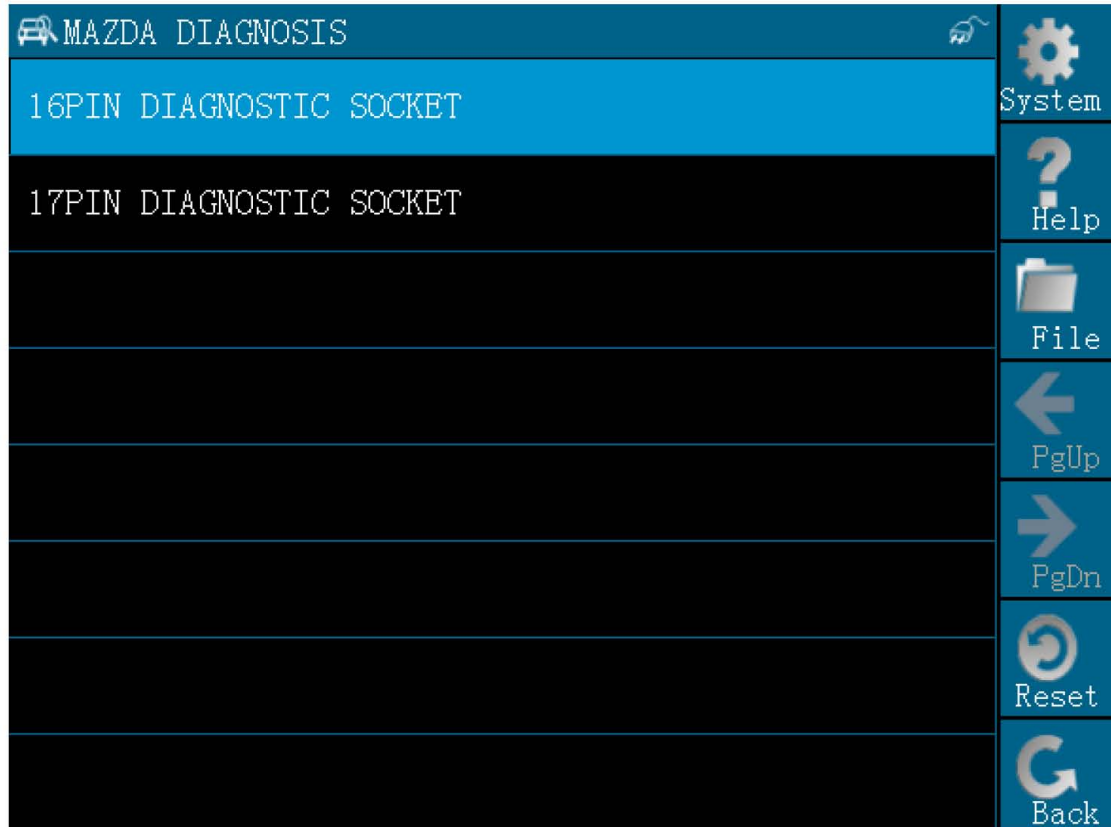 MAZDA DIAGNOSIS
16PIN DIAGNOSTIC SOCKET
17PIN DIAGNOSTIC SOCKET
System
Help
File
PgUp
PgDn
Reset
Back